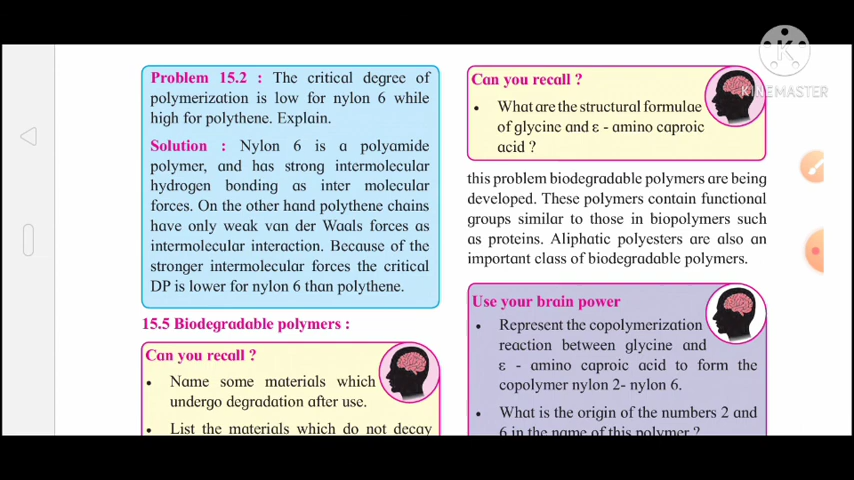 Problem 15.2 : The critical degree of
polymerization is low for nylon 6 while
high for polythene. Explain.
Solution : Nylon 6 is a polyamide
polymer, and has strong intermolecular
hydrogen bonding as inter molecular
forces. On the other hand polythene chains
have only weak van der Waals forces as
intermolecular interaction. Because of the
stronger intermolecular forces the critical
DP is lower for nylon 6 than polythene.
15.5 Biodegradable polymers :
Can you recall ?
• Name some materials which
undergo degradation after use.
• List the materials which do not decay
Can you recall ?
• What are the structural formulae
of glycine and ε - amino caproic
acid ?
this problem biodegradable polymers are being
developed. These polymers contain functional
groups similar to those in biopolymers such
as proteins. Aliphatic polyesters are also an
important class of biodegradable polymers.
Use your brain power
• Represent the copolymerization
reaction between glycine and
ε - amino caproic acid to form the
copolymer nylon 2- nylon 6.
• What is the origin of the numbers 2 and
6 in the name of this polymer ?
K
KINEMASTER